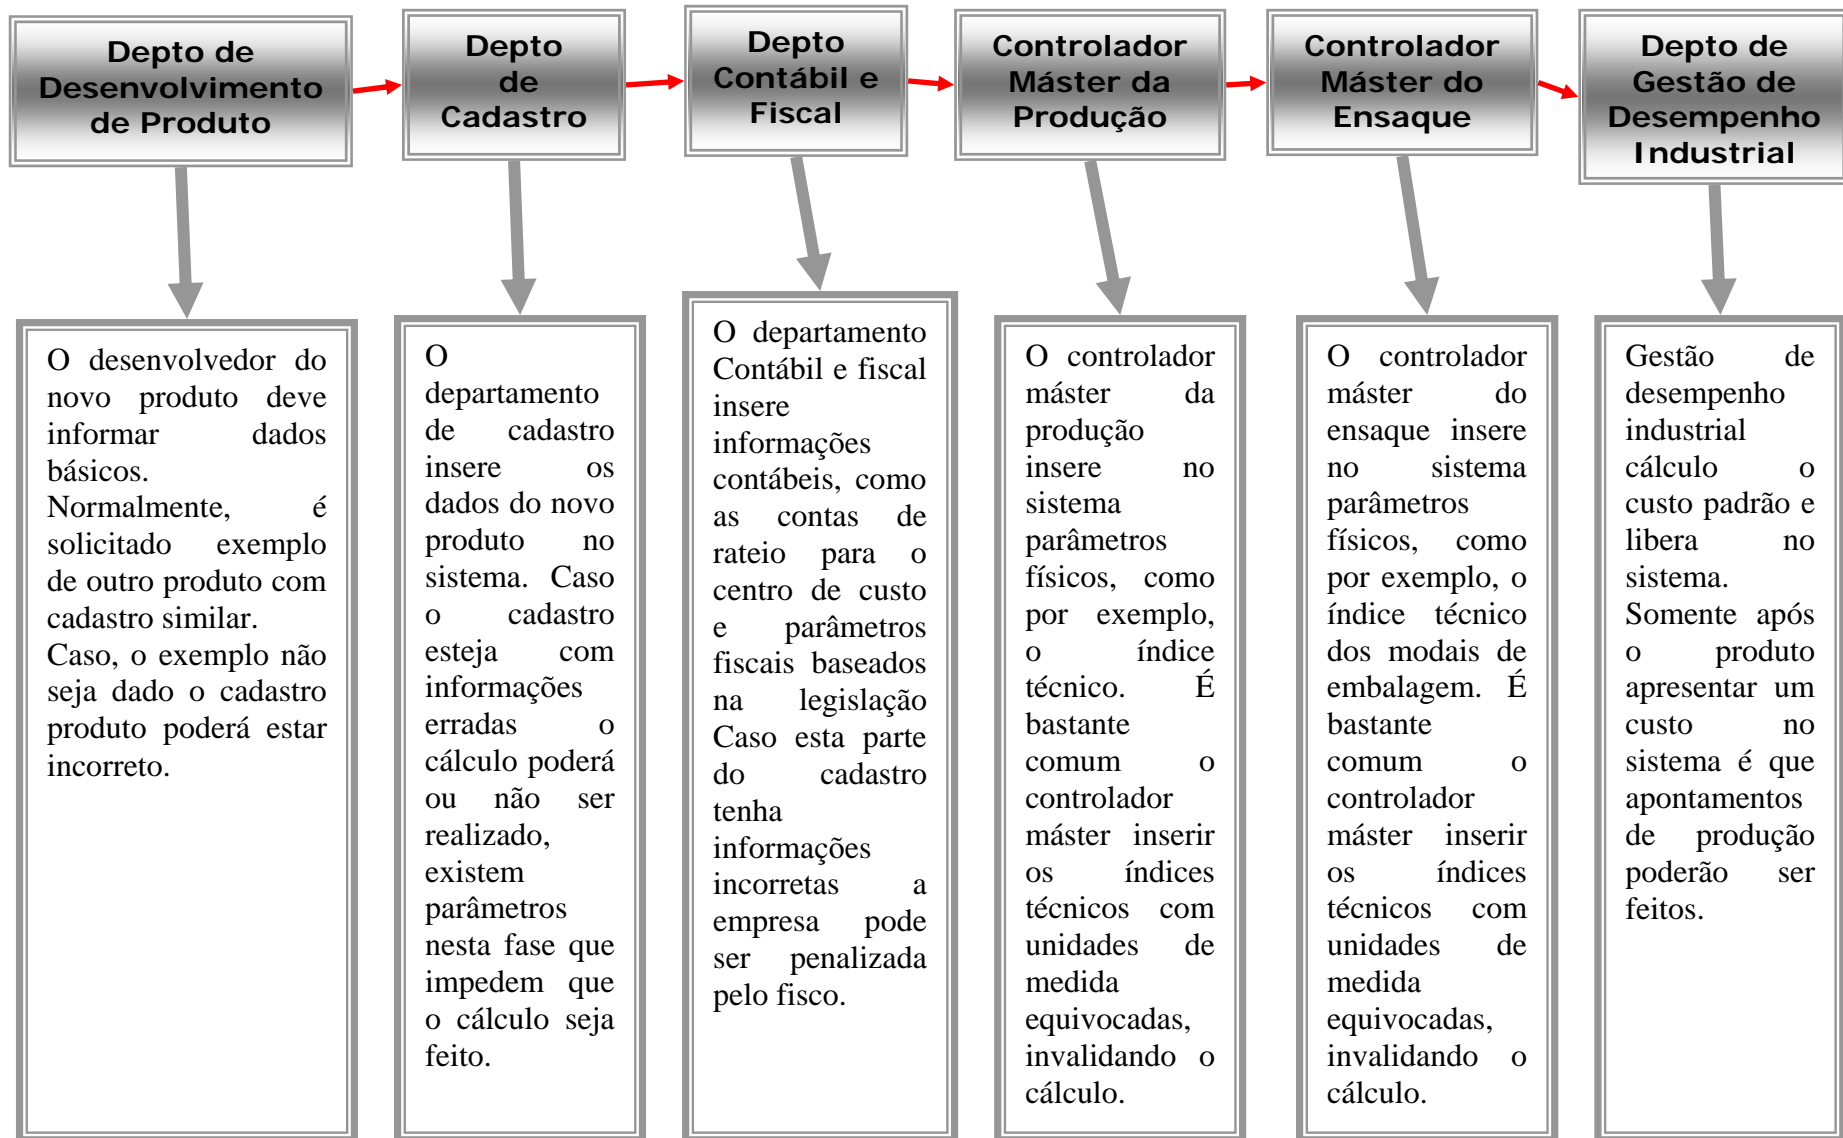 Depto de
Desenvolvimento
de Produto
Depto
de
Cadastro
Depto
Contábil e
Fiscal
Controlador
Máster da
Produção
Controlador
Máster do
Ensaque
Depto de
Gestão de
Desempenho
Industrial
O desenvolvedor do
novo produto deve
informar dados
básicos.
Normalmente, é
solicitado exemplo
de outro produto com
cadastro similar.
Caso, o exemplo não
seja dado o cadastro
produto poderá estar
incorreto.
O
departamento
de cadastro
insere os
dados do novo
produto no
sistema. Caso
o cadastro
esteja com
informações
erradas o
cálculo poderá
ou não ser
realizado,
existem
parâmetros
nesta fase que
impedem que
o cálculo seja
feito.
O departamento
Contábil e fiscal
insere
informações
contábeis, como
as contas de
rateio para o
centro de custo
e parâmetros
fiscais baseados
na legislação
Caso esta parte
do cadastro
tenha
informações
incorretas a
empresa pode
ser penalizada
pelo fisco.
O controlador
máster da
produção
insere no
sistema
parâmetros
físicos, como
por exemplo,
o índice
técnico. É
bastante
comum o
controlador
máster inserir
os índices
técnicos com
unidades de
medida
equivocadas,
invalidando o
cálculo.
O controlador
máster do
ensaque insere
no sistema
parâmetros
físicos, como
por exemplo, o
índice técnico
dos modais de
embalagem. É
bastante
comum o
controlador
máster inserir
os índices
técnicos com
unidades de
medida
equivocadas,
invalidando o
cálculo.
Gestão de
desempenho
industrial
cálculo o
custo padrão e
libera no
sistema.
Somente após
o produto
apresentar um
custo no
sistema é que
apontamentos
de produção
poderão ser
feitos.